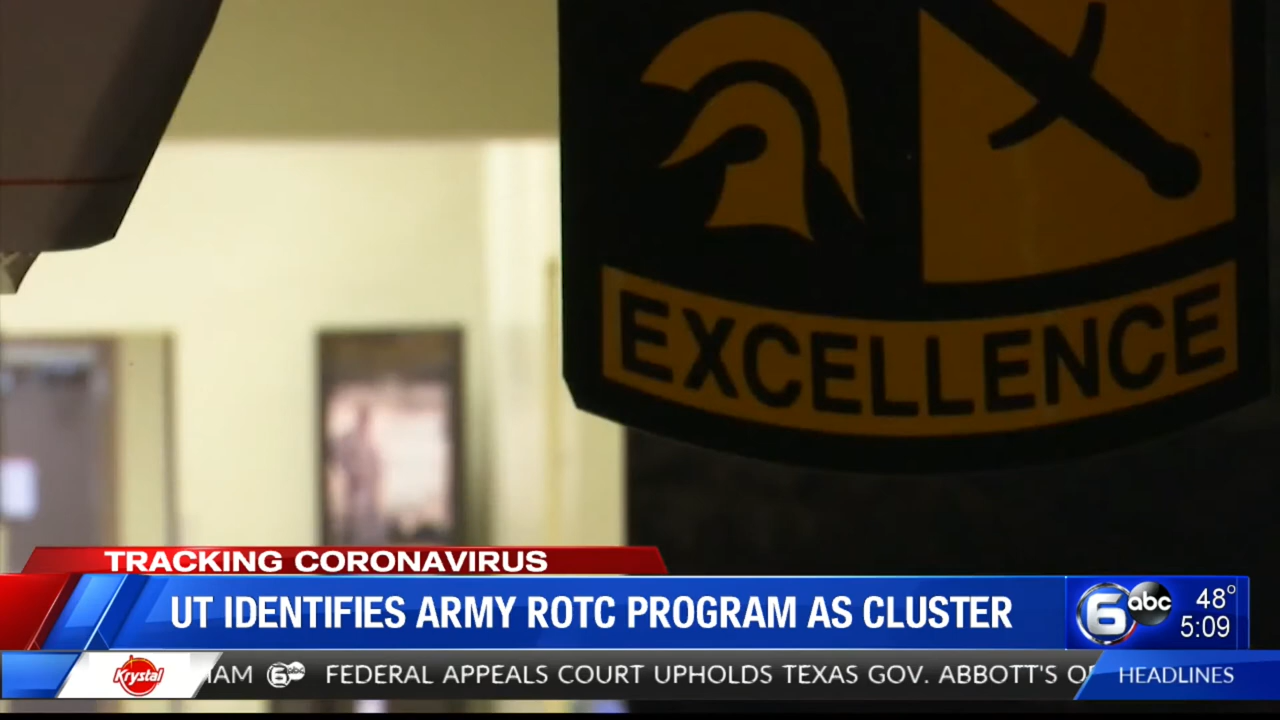 EXCELLENCE
TRACKING CORONAVIRUS
UT IDENTIFIES ARMY ROTC PROGRAM AS CLUSTER
6 abc
48°
5:09
Krystal
6 abc FEDERAL APPEALS COURT UPHOLDS TEXAS GOV. ABBOTT'S
HEADLINES